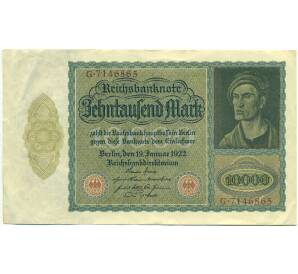 Reichsbanknote
G·7146865
Zehntausend Mark
zahlt die Reichsbankhauptkasse in Berlin
gegen diese Banknote dem Einlieferer
Berlin, den 19. Januar 1922
Reichsbankdirektorium
10000
G·7146865